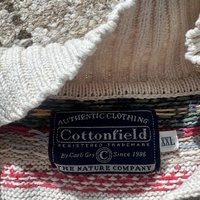 AUTHENTIC CLOTHING
Cottonfield
REGISTERED TRADEMARK
By Carli Gry © Since 1986
THE NATURE COMPANY
XXL